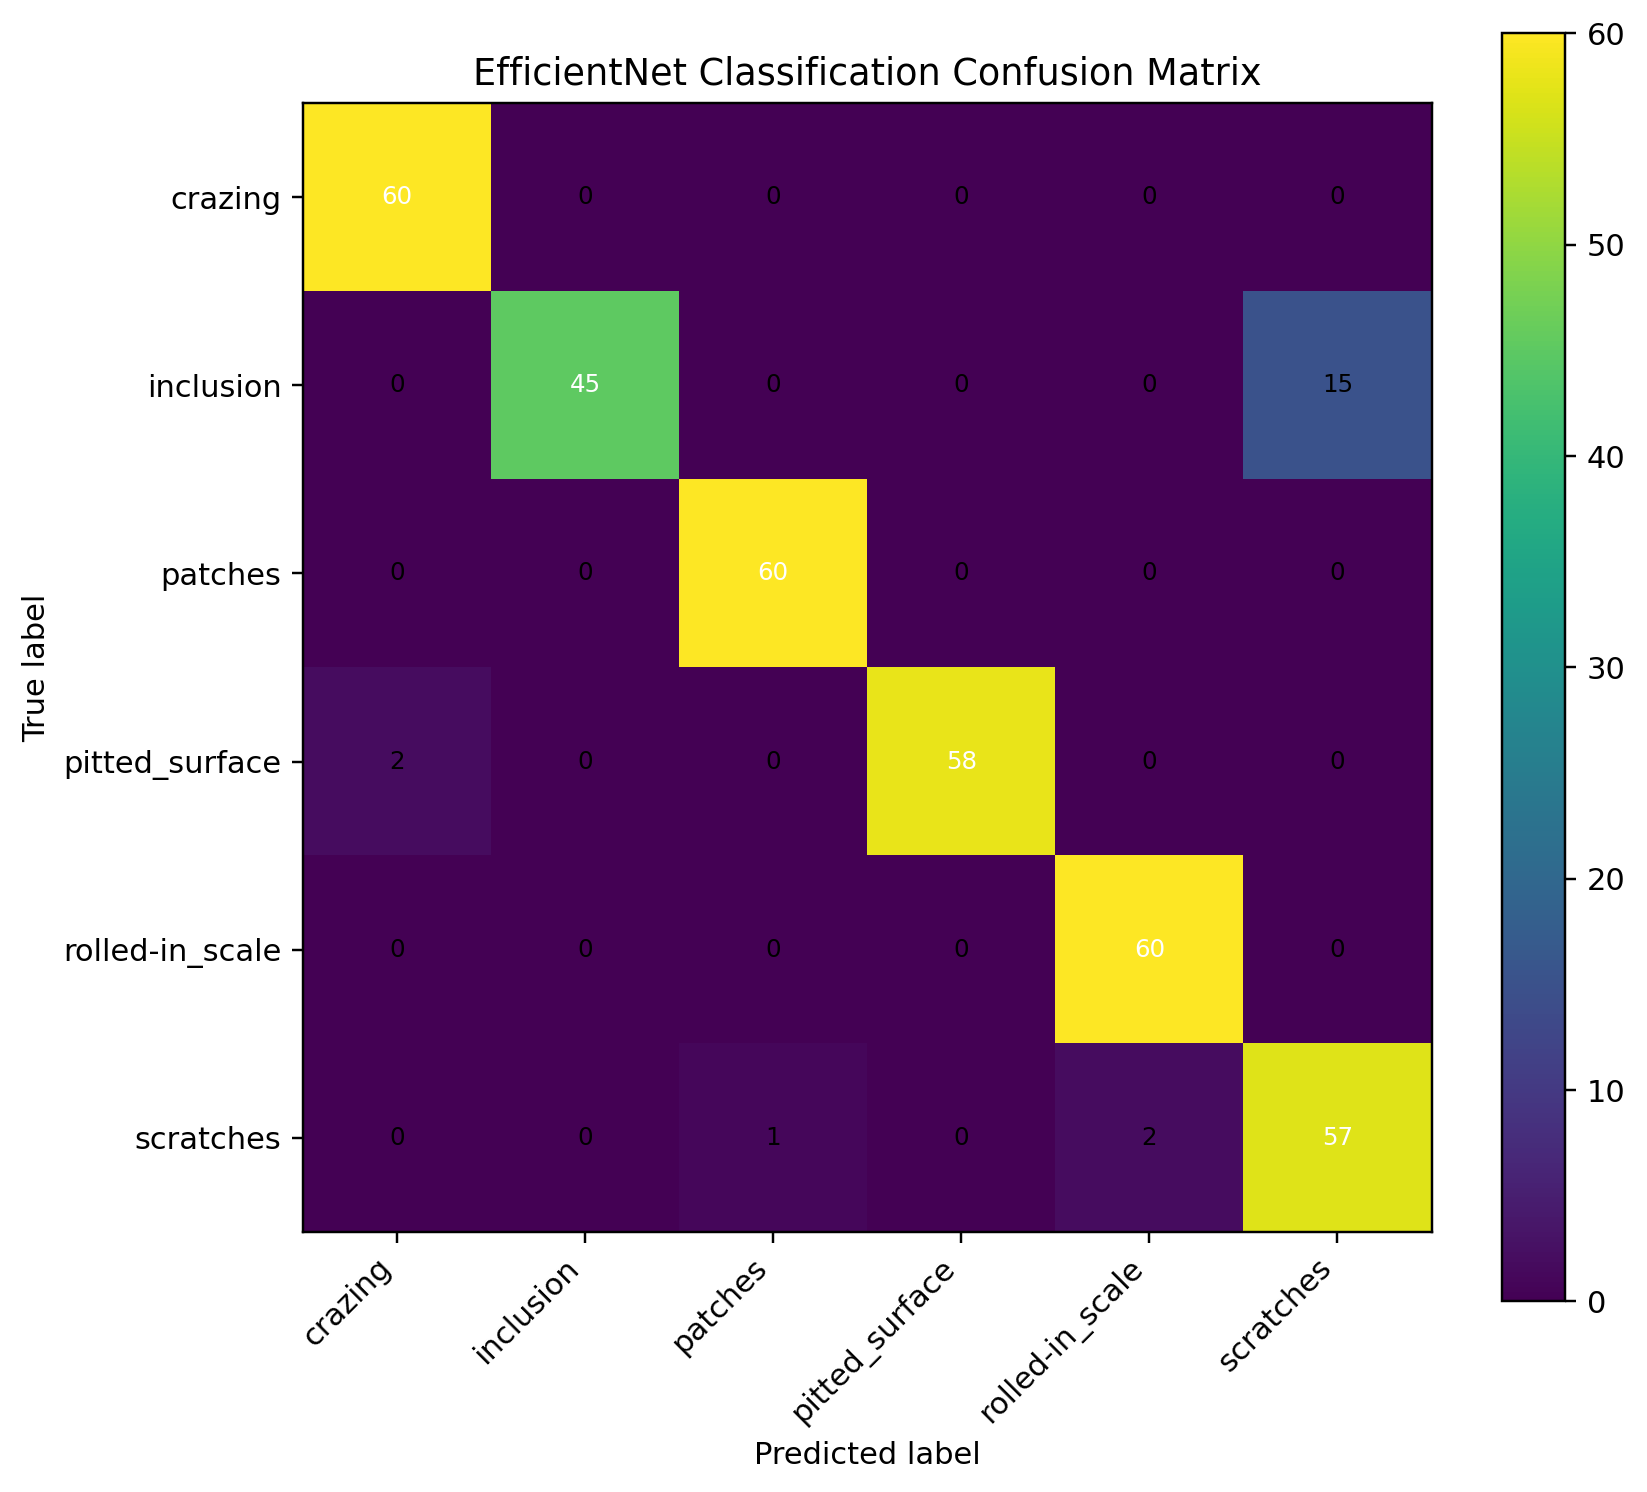 EfficientNet Classification Confusion Matrix
True label
crazing 60 0 0 0 0 0
inclusion 0 45 0 0 0 15
patches 0 0 60 0 0 0
pitted_surface 2 0 0 58 0 0
rolled-in_scale 0 0 0 0 60 0
scratches 0 0 1 0 2 57
crazing inclusion patches pitted_surface rolled-in_scale scratches
Predicted label
60
50
40
30
20
10
0